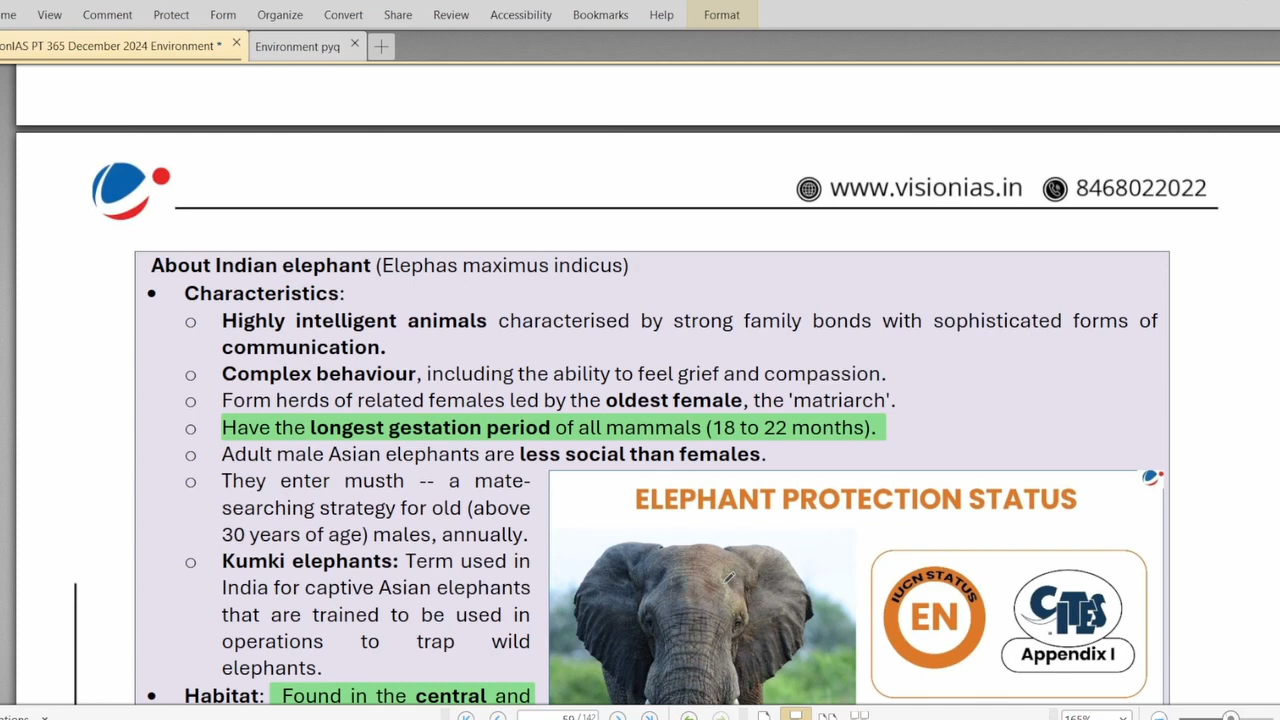 View Comment Protect Form Organize Convert Share Review Accessibility Bookmarks Help Format
onIAS PT 365 December 2024 Environment * × Environment pyq × +
www.visionias.in 8468022022
About Indian elephant (Elephas maximus indicus)
• Characteristics:
o Highly intelligent animals characterised by strong family bonds with sophisticated forms of
communication.
o Complex behaviour, including the ability to feel grief and compassion.
o Form herds of related females led by the oldest female, the 'matriarch'.
o Have the longest gestation period of all mammals (18 to 22 months).
o Adult male Asian elephants are less social than females.
o They enter musth -- a mate-
searching strategy for old (above
30 years of age) males, annually.
o Kumki elephants: Term used in
India for captive Asian elephants
that are trained to be used in
operations to trap wild
elephants.
• Habitat: Found in the central and
ELEPHANT PROTECTION STATUS
IUCN STATUS
EN
CITES
Appendix I
59 / 142
165%